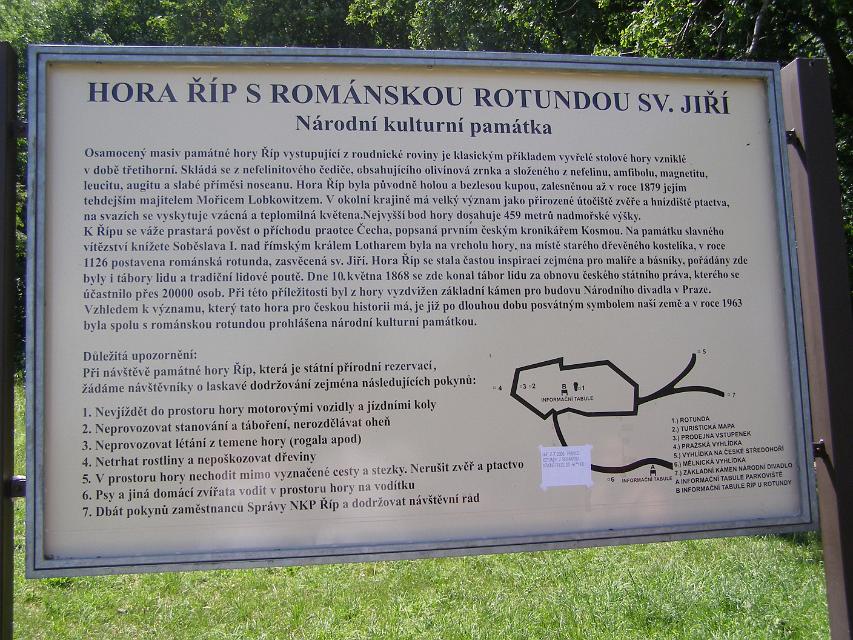 HORA ŘÍP S ROMÁNSKOU ROTUNDOU SV. JIŘÍ
Národní kulturní památka
Osamocený masiv památné hory Říp vystupující z roudnické roviny je klasickým příkladem vyvřelé stolové hory vzniklé
v době třetihorní. Skládá se z nefelinitového čediče, obsahujícího olivínová zrnka a složeného z nefelinu, amfibolu, magnetitu,
leucitu, augitu a slabé příměsi noseanu. Hora Říp byla původně holou a bezlesou kupou, zalesněnou až v roce 1879 jejím
tehdejším majitelem Mořicem Lobkowitzem. V okolní krajině má velký význam jako přirozené útočiště zvěře a hnízdiště ptactva,
na svazích se vyskytuje vzácná a teplomilná květena.Nejvyšší bod hory dosahuje 459 metrů nadmořské výšky.
K Řípu se váže prastará pověst o příchodu praotce Čecha, popsaná prvním českým kronikářem Kosmou. Na památku slavného
vítězství knížete Soběslava I. nad římským králem Lotharem byla na vrcholu hory, na místě starého dřevěného kostelíka, v roce
1126 postavena románská rotunda, zasvěcená sv. Jiří. Hora Říp se stala častou inspirací zejména pro malíře a básníky, pořádány zde
byly i tábory lidu a tradiční lidové poutě. Dne 10.května 1868 se zde konal tábor lidu za obnovu českého státního práva, kterého se
účastnilo přes 20000 osob. Při této příležitosti byl z hory vyzdvižen základní kámen pro budovu Národního divadla v Praze.
Vzhledem k významu, který tato hora pro českou historii má, je již po dlouhou dobu posvátným symbolem naší země a v roce 1963
byla spolu s románskou rotundou prohlášena národní kulturní památkou.
Důležitá upozornění:
Při návštěvě památné hory Říp, která je státní přírodní rezervací,
žádáme návštěvníky o laskavé dodržování zejména následujících pokynů:
1. Nevjíždět do prostoru hory motorovými vozidly a jízdními koly
2. Neprovozovat stanování a táboření, nerozdělávat oheň
3. Neprovozovat létání z temene hory (rogala apod)
4. Netrhat rostliny a nepoškozovat dřeviny
5. V prostoru hory nechodit mimo vyznačené cesty a stezky. Nerušit zvěř a ptactvo
6. Psy a jiná domácí zvířata vodit v prostoru hory na vodítku
7. Dbát pokynů zaměstnanců Správy NKP Říp a dodržovat návštěvní řád
5
4
3
2
B
1
INFORMAČNÍ TABULE
7
A
6
INFORMAČNÍ TABULE
1) ROTUNDA
2.) TURISTICKÁ MAPA
3.) PRODEJNA VSTUPENEK
4.) PRAŽSKÁ VYHLÍDKA
5.) VYHLÍDKA NA ČESKÉ STŘEDOHOŘÍ
6.) MĚLNICKÁ VYHLÍDKA
7.) ZÁKLADNÍ KÁMEN NÁRODNÍ DIVADLO
A INFORMAČNÍ TABULE PARKOVIŠTĚ
B INFORMAČNÍ TABULE ŘÍP U ROTUNDY